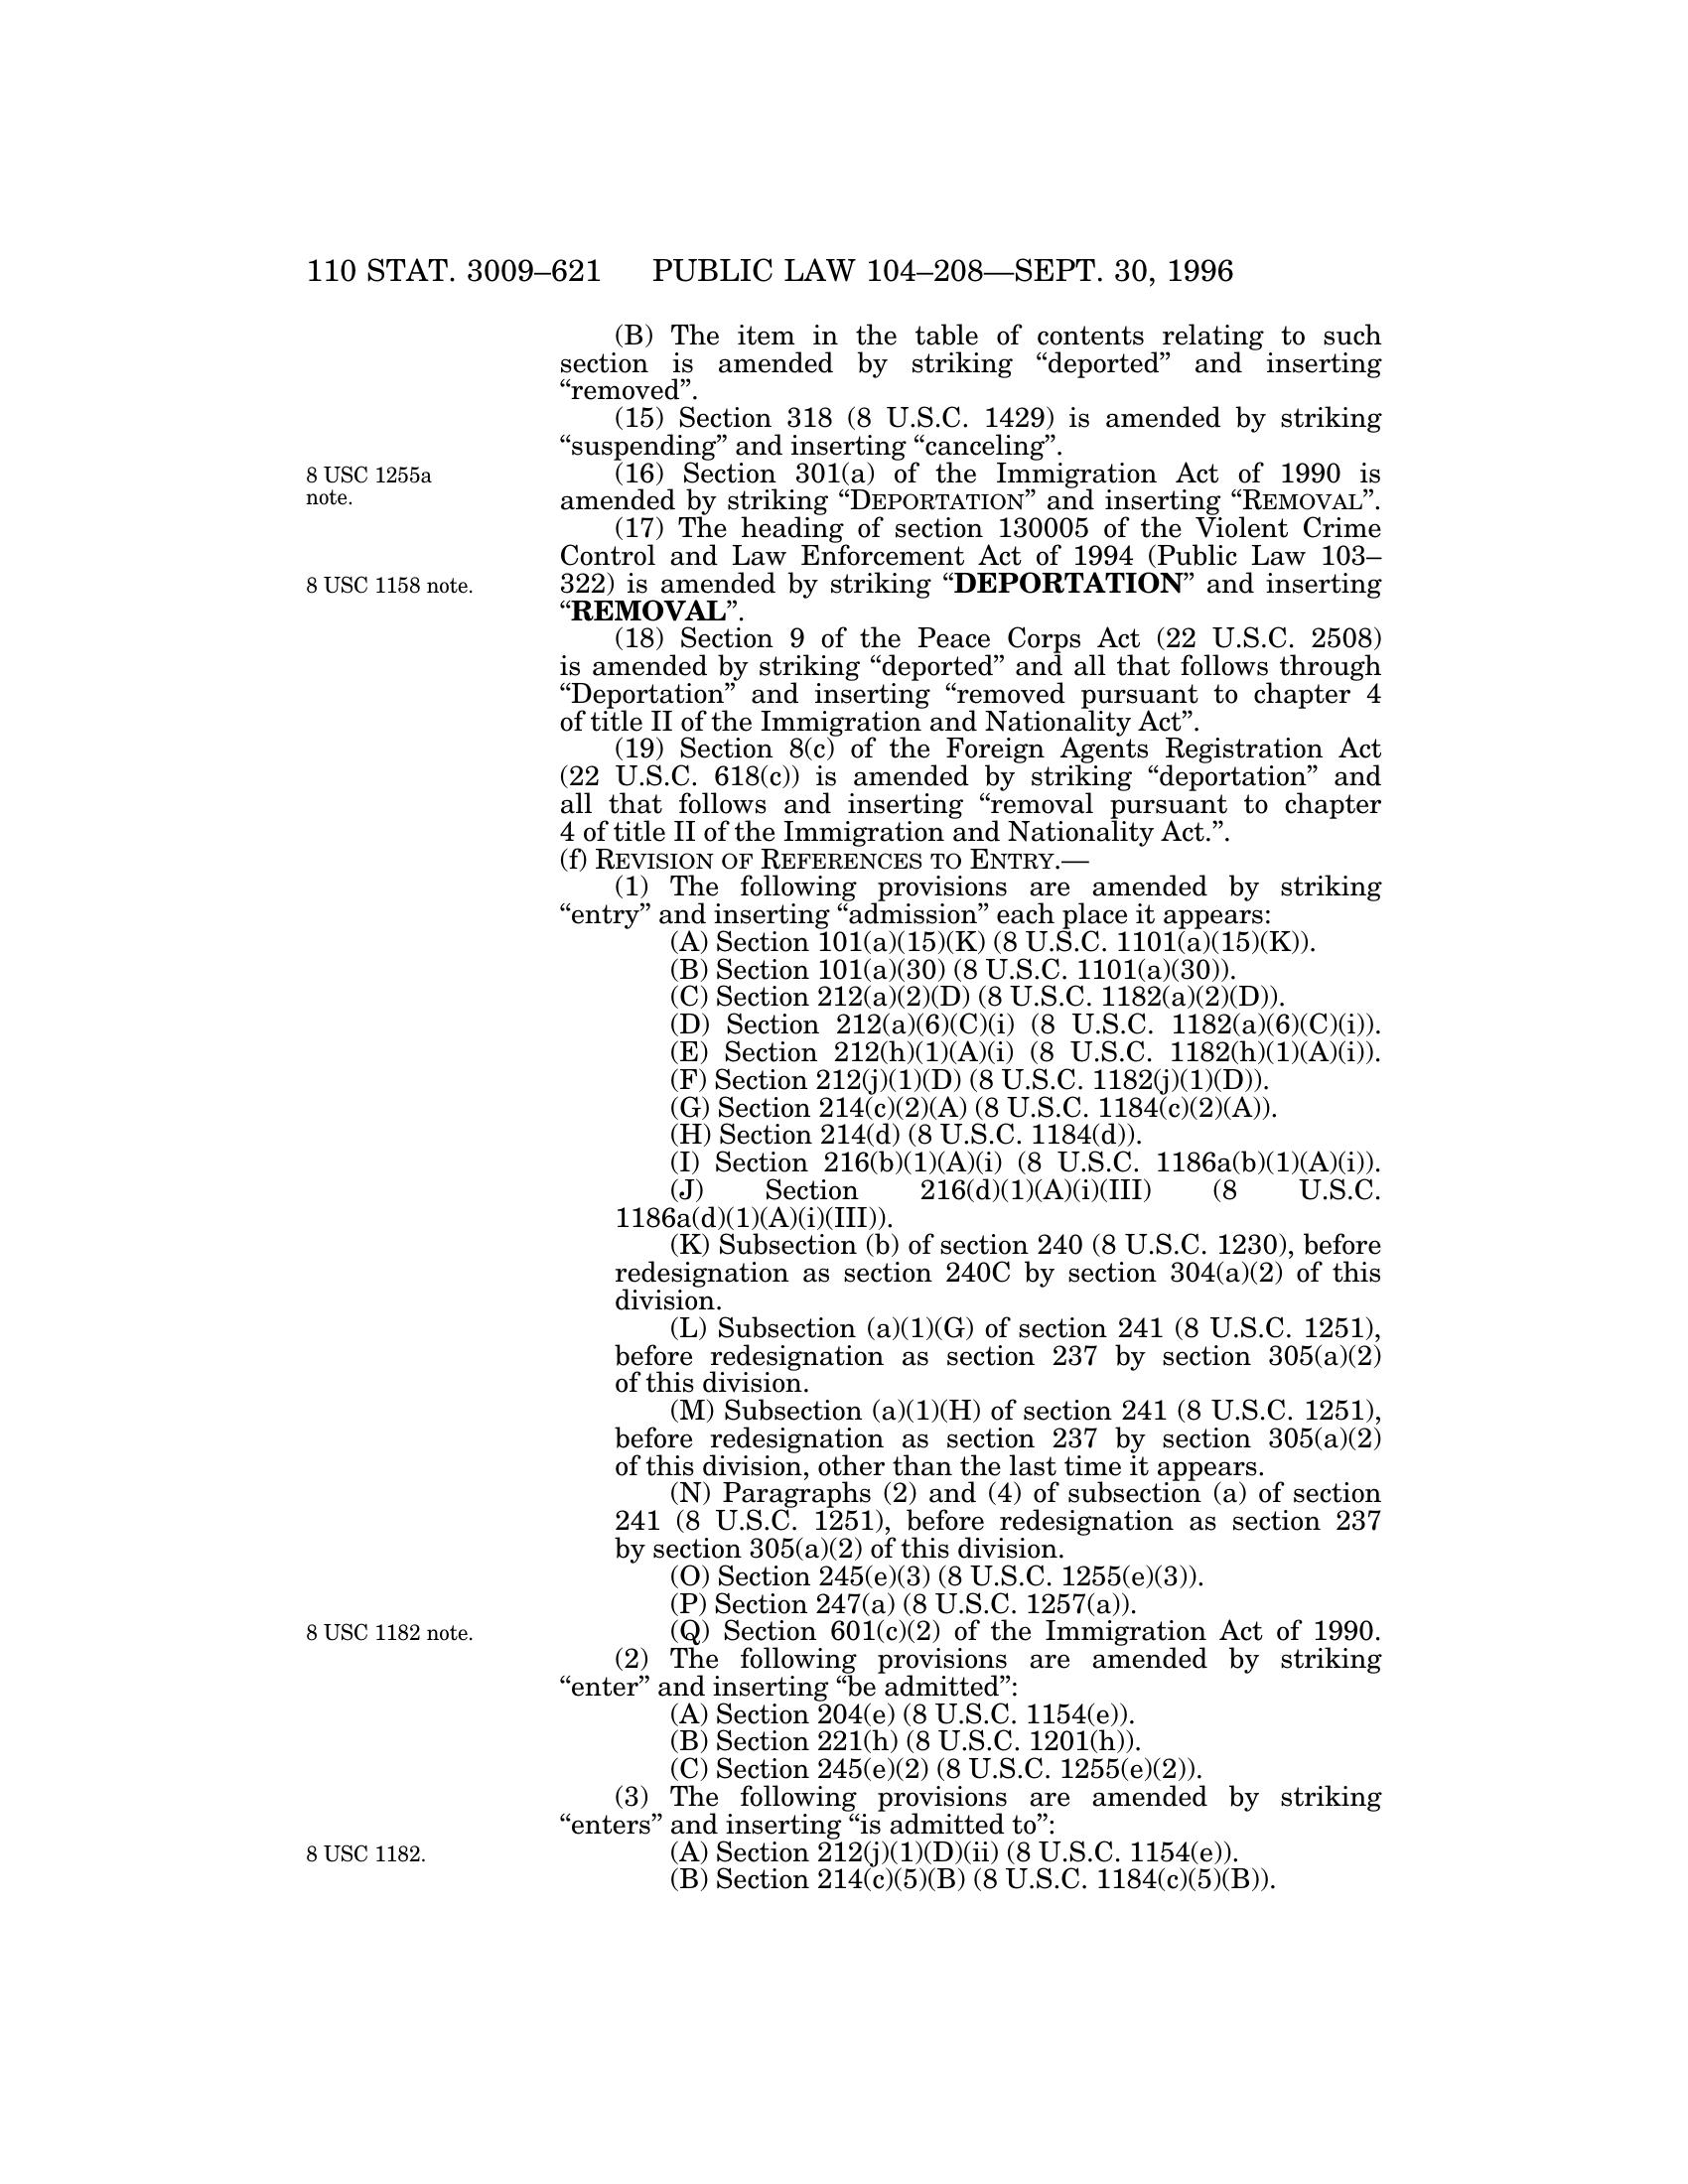 110 STAT. 3009–621 PUBLIC LAW 104–208—SEPT. 30, 1996
(B) The item in the table of contents relating to such
section is amended by striking “deported” and inserting
“removed”.
(15) Section 318 (8 U.S.C. 1429) is amended by striking
“suspending” and inserting “canceling”.
8 USC 1255a
note.
(16) Section 301(a) of the Immigration Act of 1990 is
amended by striking “DEPORTATION” and inserting “REMOVAL”.
(17) The heading of section 130005 of the Violent Crime
Control and Law Enforcement Act of 1994 (Public Law 103–
8 USC 1158 note.
322) is amended by striking “DEPORTATION” and inserting
“REMOVAL”.
(18) Section 9 of the Peace Corps Act (22 U.S.C. 2508)
is amended by striking “deported” and all that follows through
“Deportation” and inserting “removed pursuant to chapter 4
of title II of the Immigration and Nationality Act”.
(19) Section 8(c) of the Foreign Agents Registration Act
(22 U.S.C. 618(c)) is amended by striking “deportation” and
all that follows and inserting “removal pursuant to chapter
4 of title II of the Immigration and Nationality Act.”.
(f) REVISION OF REFERENCES TO ENTRY.—
(1) The following provisions are amended by striking
“entry” and inserting “admission” each place it appears:
(A) Section 101(a)(15)(K) (8 U.S.C. 1101(a)(15)(K)).
(B) Section 101(a)(30) (8 U.S.C. 1101(a)(30)).
(C) Section 212(a)(2)(D) (8 U.S.C. 1182(a)(2)(D)).
(D) Section 212(a)(6)(C)(i) (8 U.S.C. 1182(a)(6)(C)(i)).
(E) Section 212(h)(1)(A)(i) (8 U.S.C. 1182(h)(1)(A)(i)).
(F) Section 212(j)(1)(D) (8 U.S.C. 1182(j)(1)(D)).
(G) Section 214(c)(2)(A) (8 U.S.C. 1184(c)(2)(A)).
(H) Section 214(d) (8 U.S.C. 1184(d)).
(I) Section 216(b)(1)(A)(i) (8 U.S.C. 1186a(b)(1)(A)(i)).
(J) Section 216(d)(1)(A)(i)(III) (8 U.S.C.
1186a(d)(1)(A)(i)(III)).
(K) Subsection (b) of section 240 (8 U.S.C. 1230), before
redesignation as section 240C by section 304(a)(2) of this
division.
(L) Subsection (a)(1)(G) of section 241 (8 U.S.C. 1251),
before redesignation as section 237 by section 305(a)(2)
of this division.
(M) Subsection (a)(1)(H) of section 241 (8 U.S.C. 1251),
before redesignation as section 237 by section 305(a)(2)
of this division, other than the last time it appears.
(N) Paragraphs (2) and (4) of subsection (a) of section
241 (8 U.S.C. 1251), before redesignation as section 237
by section 305(a)(2) of this division.
(O) Section 245(e)(3) (8 U.S.C. 1255(e)(3)).
(P) Section 247(a) (8 U.S.C. 1257(a)).
8 USC 1182 note.
(Q) Section 601(c)(2) of the Immigration Act of 1990.
(2) The following provisions are amended by striking
“enter” and inserting “be admitted”:
(A) Section 204(e) (8 U.S.C. 1154(e)).
(B) Section 221(h) (8 U.S.C. 1201(h)).
(C) Section 245(e)(2) (8 U.S.C. 1255(e)(2)).
(3) The following provisions are amended by striking
“enters” and inserting “is admitted to”:
8 USC 1182.
(A) Section 212(j)(1)(D)(ii) (8 U.S.C. 1154(e)).
(B) Section 214(c)(5)(B) (8 U.S.C. 1184(c)(5)(B)).